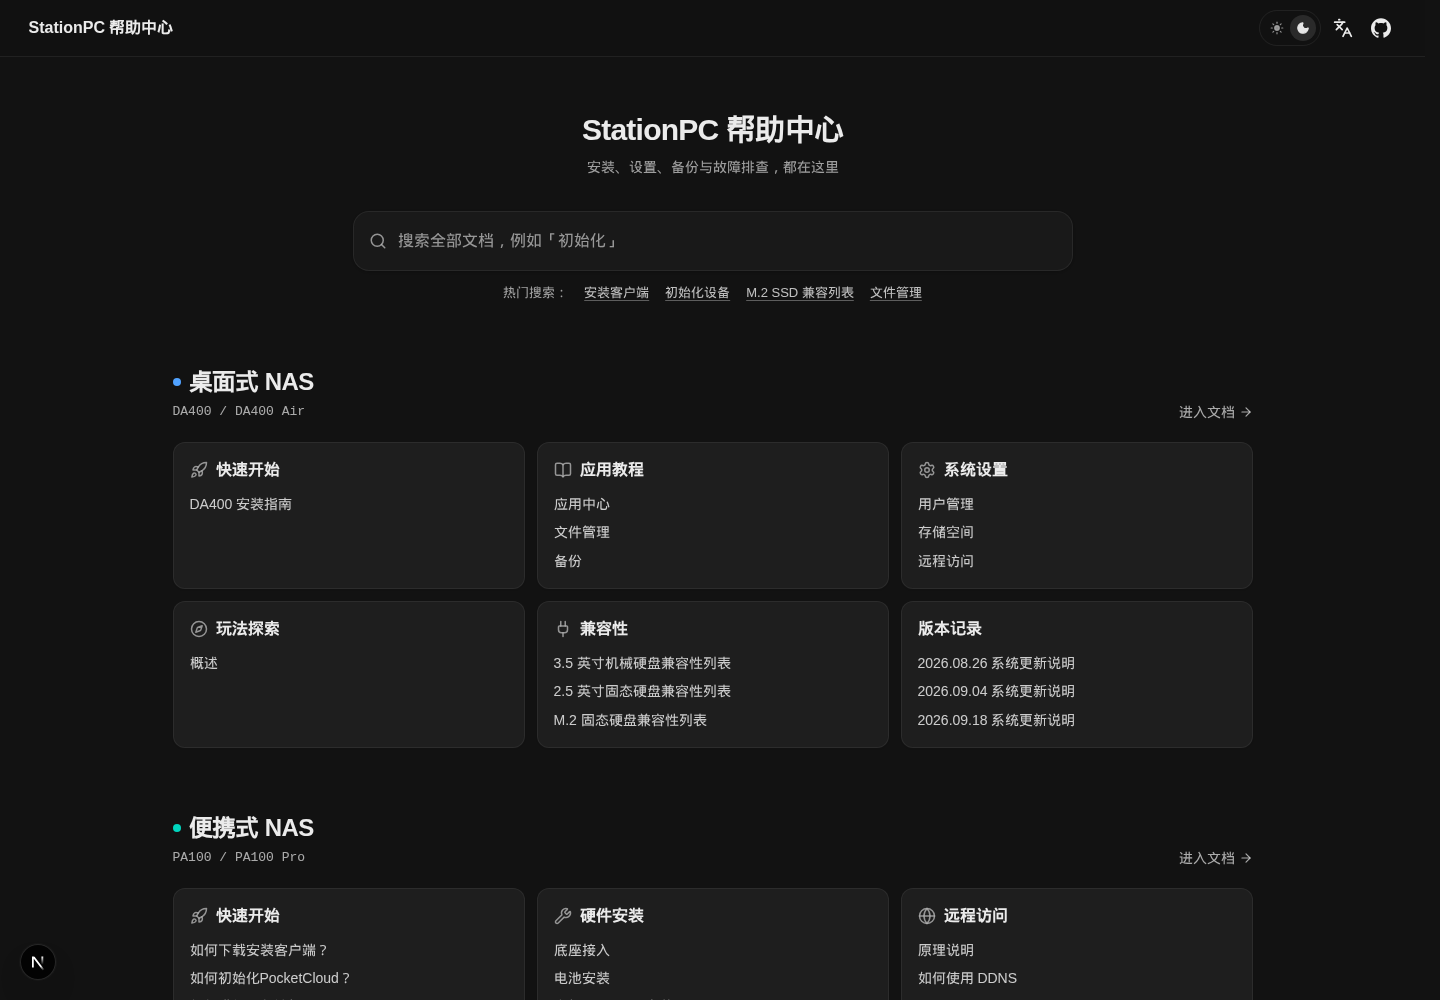 StationPC 帮助中心
StationPC 帮助中心
安装、设置、备份与故障排查，都在这里
搜索全部文档，例如「初始化」
热门搜索： 安装客户端 初始化设备 M.2 SSD 兼容列表 文件管理
桌面式 NAS
DA400 / DA400 Air
进入文档
快速开始
DA400 安装指南
应用教程
应用中心
文件管理
备份
系统设置
用户管理
存储空间
远程访问
玩法探索
概述
兼容性
3.5 英寸机械硬盘兼容性列表
2.5 英寸固态硬盘兼容性列表
M.2 固态硬盘兼容性列表
版本记录
2026.08.26 系统更新说明
2026.09.04 系统更新说明
2026.09.18 系统更新说明
便携式 NAS
PA100 / PA100 Pro
进入文档
快速开始
如何下载安装客户端？
如何初始化PocketCloud？
硬件安装
底座接入
电池安装
远程访问
原理说明
如何使用 DDNS